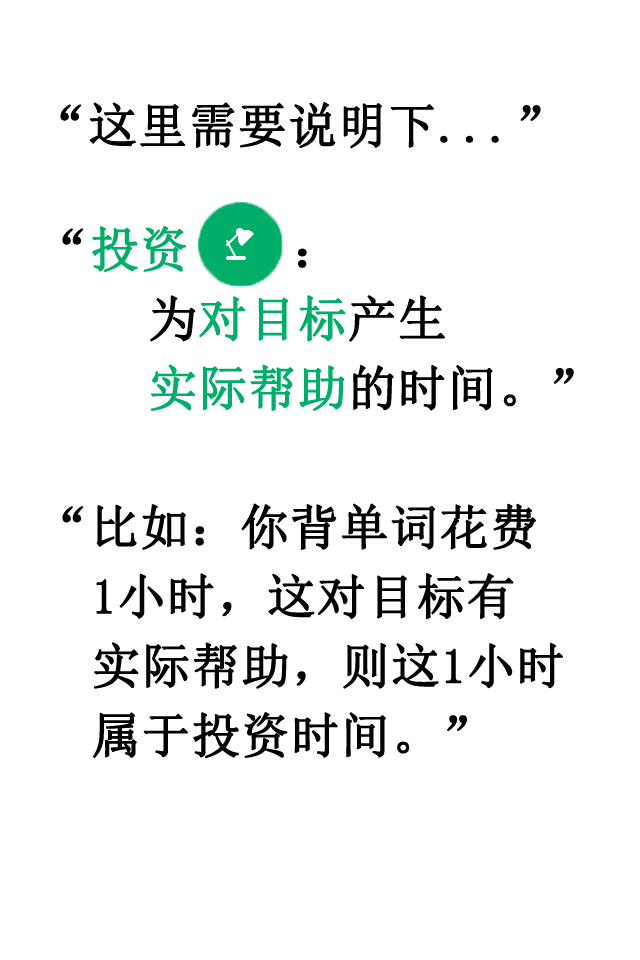 “这里需要说明下...”
“投资：
为对目标产生
实际帮助的时间。”
“比如：你背单词花费
1小时，这对目标有
实际帮助，则这1小时
属于投资时间。”